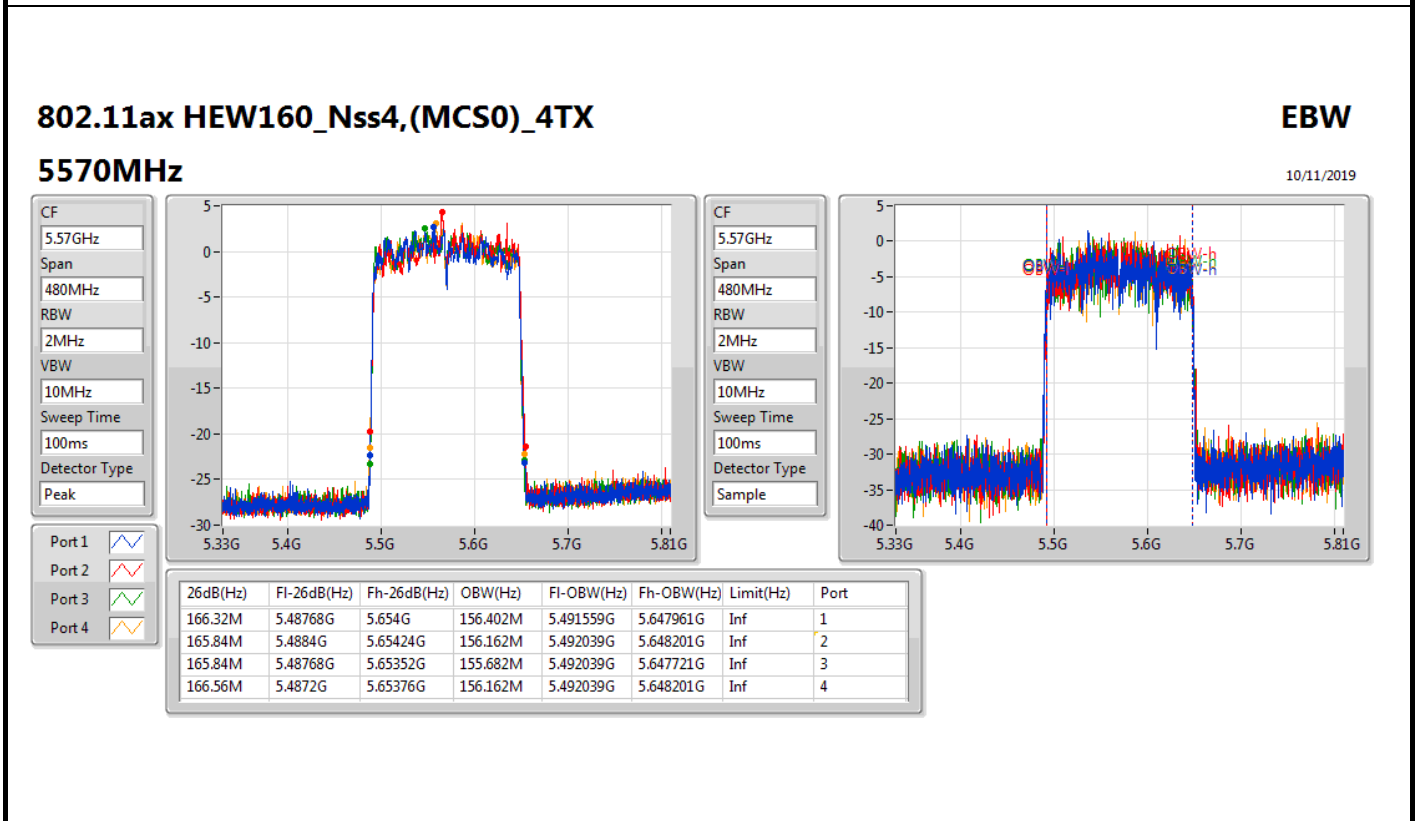 802.11ax HEW160_Nss4,(MCS0)_4TX
EBW
5570MHz
10/11/2019
CF
5.57GHz
Span
480MHz
RBW
2MHz
VBW
10MHz
Sweep Time
100ms
Detector Type
Peak
5
0
-5
-10
-15
-20
-25
-30
5.33G 5.4G 5.5G 5.6G 5.7G 5.81G
CF
5.57GHz
Span
480MHz
RBW
2MHz
VBW
10MHz
Sweep Time
100ms
Detector Type
Sample
5
0
-5
-10
-15
-20
-25
-30
-35
-40
5.33G 5.4G 5.5G 5.6G 5.7G 5.81G
Port 1
Port 2
Port 3
Port 4
26dB(Hz) Fl-26dB(Hz) Fh-26dB(Hz) OBW(Hz) Fl-OBW(Hz) Fh-OBW(Hz) Limit(Hz) Port
166.32M 5.48768G 5.654G 156.402M 5.491559G 5.647961G Inf 1
165.84M 5.4884G 5.65424G 156.162M 5.492039G 5.648201G Inf 2
165.84M 5.48768G 5.65352G 155.682M 5.492039G 5.647721G Inf 3
166.56M 5.4872G 5.65376G 156.162M 5.492039G 5.648201G Inf 4